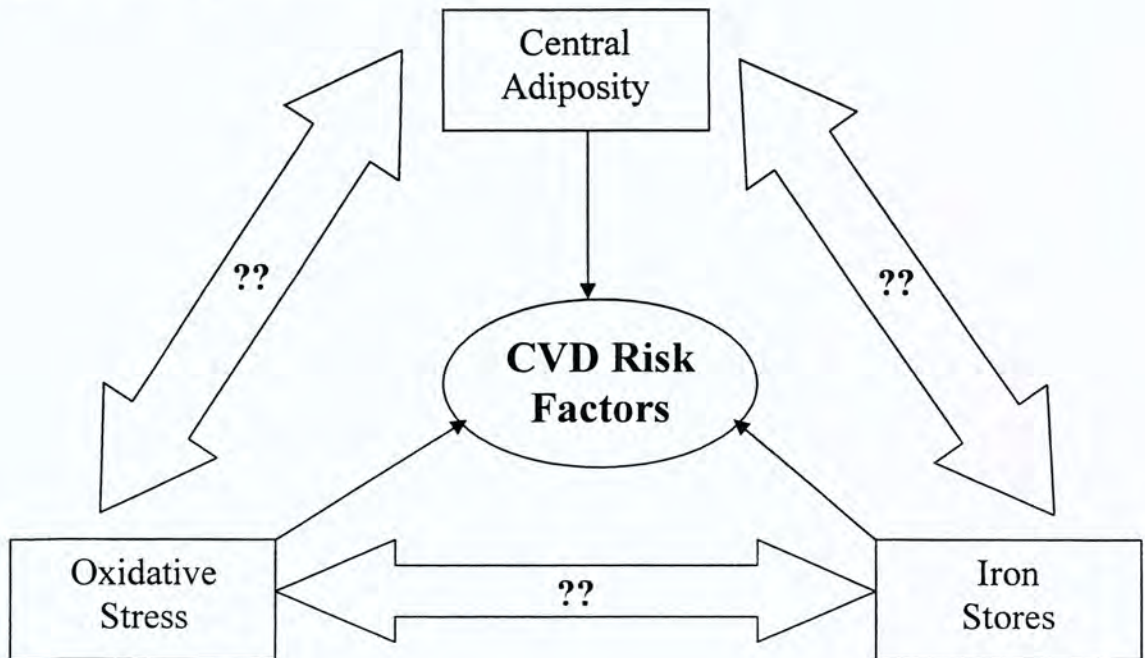 Central
Adiposity
??
??
CVD Risk
Factors
Oxidative
Stress
??
Iron
Stores